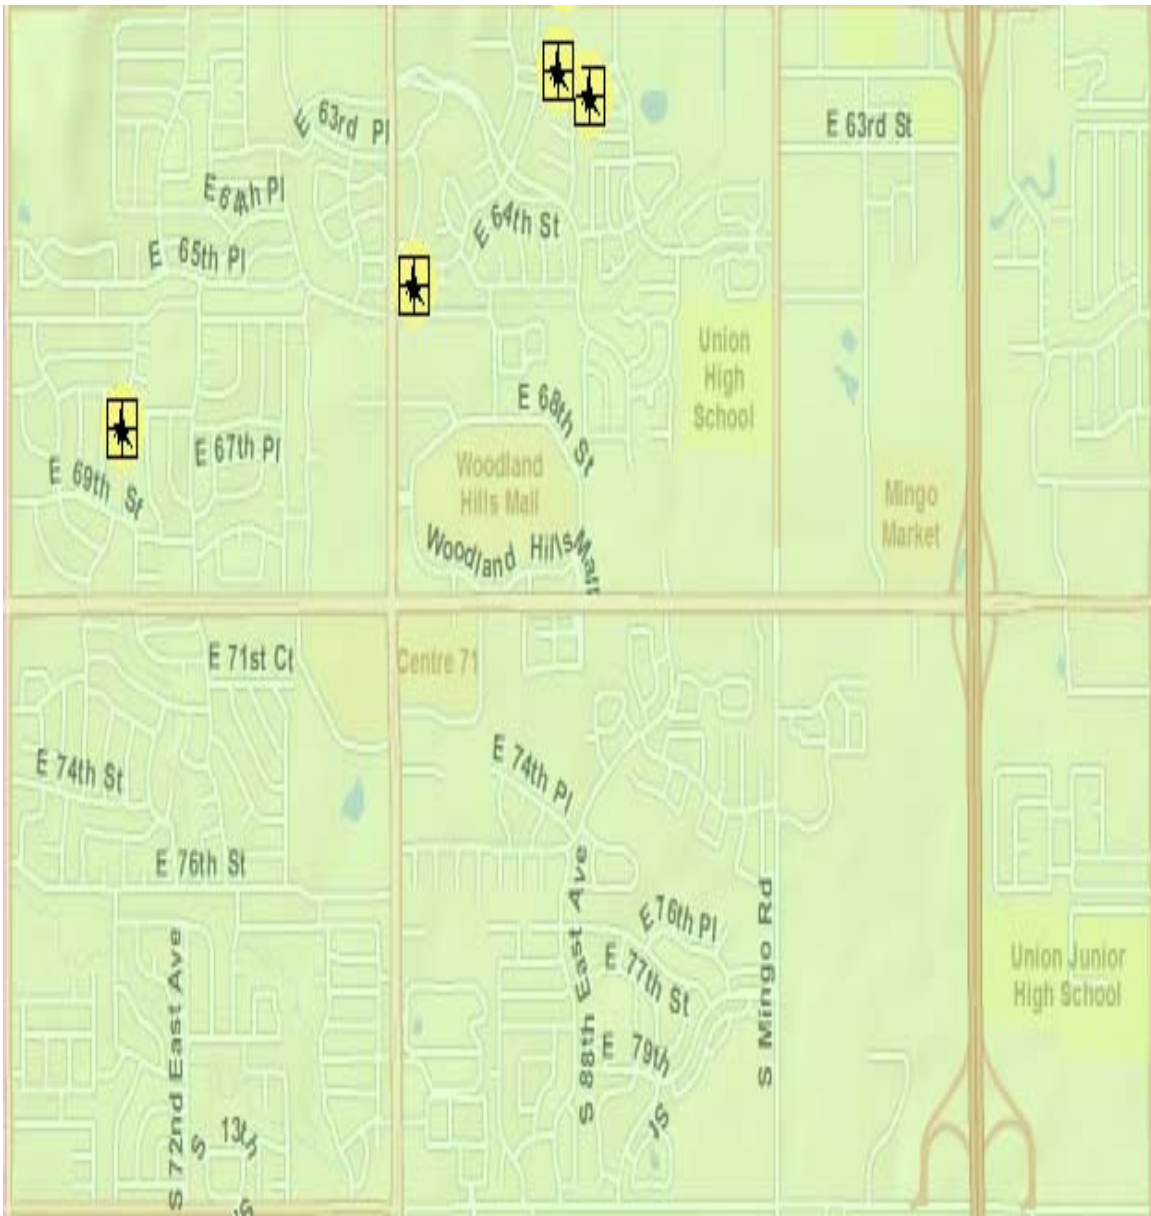 E 63rd Pl
E 63rd St
E 64th Pl
E 64th St
E 65th Pl
Union
High
School
E 68th St
E 67th Pl
E 69th St
Woodland
Hills Mall
Mingo
Market
Woodland Hills Mall
E 71st Ct
Centre 71
E 74th St
E 74th Pl
E 76th St
S 88th East Ave
E 76th Pl
S Mingo Rd
S 72nd East Ave
E 77th St
Union Junior
High School
E 79th
S 13th